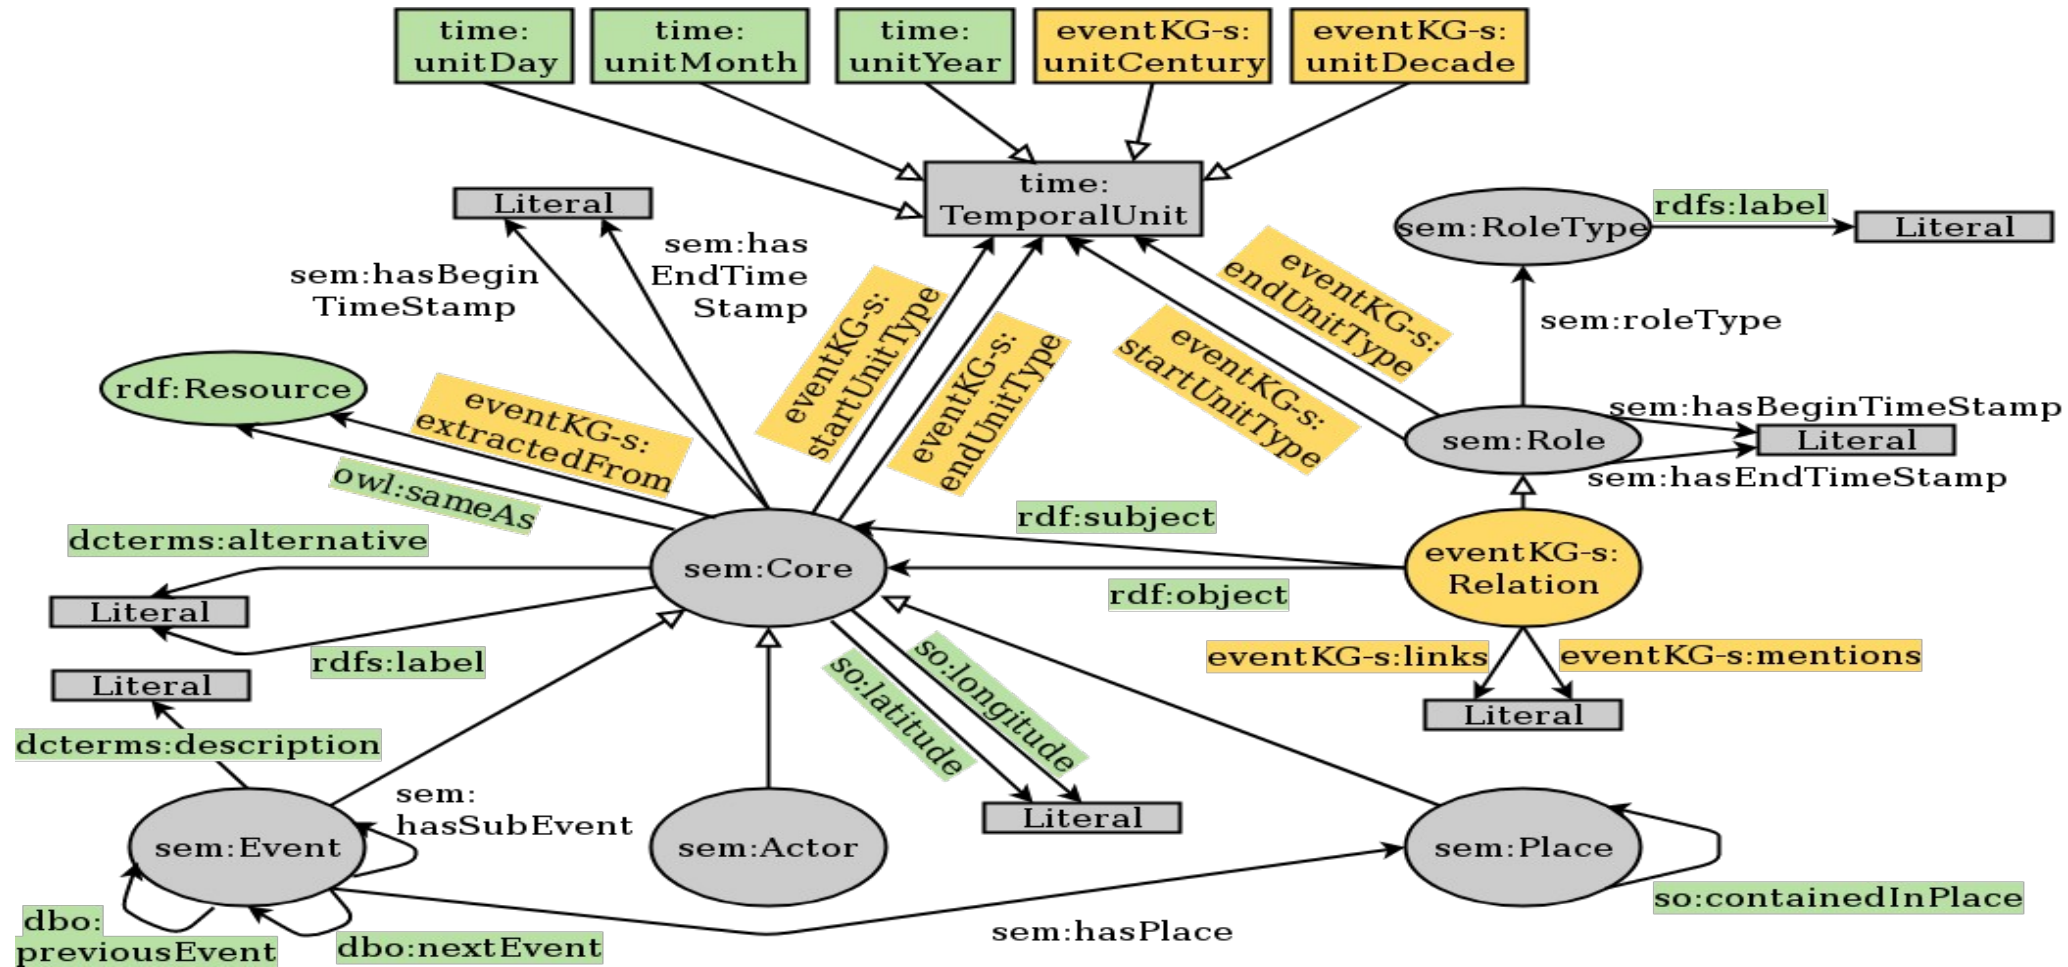 time:
unitDay
time:
unitMonth
time:
unitYear
eventKG-s:
unitCentury
eventKG-s:
unitDecade
time:
TemporalUnit
Literal
sem:RoleType
rdfs:label
Literal
sem:hasBegin
TimeStamp
sem:has
EndTime
Stamp
eventKG-s:
startUnitType
eventKG-s:
endUnitType
eventKG-s:
startUnitType
eventKG-s:
endUnitType
sem:roleType
rdf:Resource
eventKG-s:
extractedFrom
owl:sameAs
sem:Role
sem:hasBeginTimeStamp
Literal
sem:hasEndTimeStamp
dcterms:alternative
sem:Core
rdf:subject
rdf:object
eventKG-s:
Relation
Literal
rdfs:label
Literal
dcterms:description
so:latitude
so:longitude
Literal
eventKG-s:links
eventKG-s:mentions
Literal
sem:Event
sem:
hasSubEvent
sem:Actor
sem:Place
so:containedInPlace
dbo:
previousEvent
dbo:nextEvent
sem:hasPlace